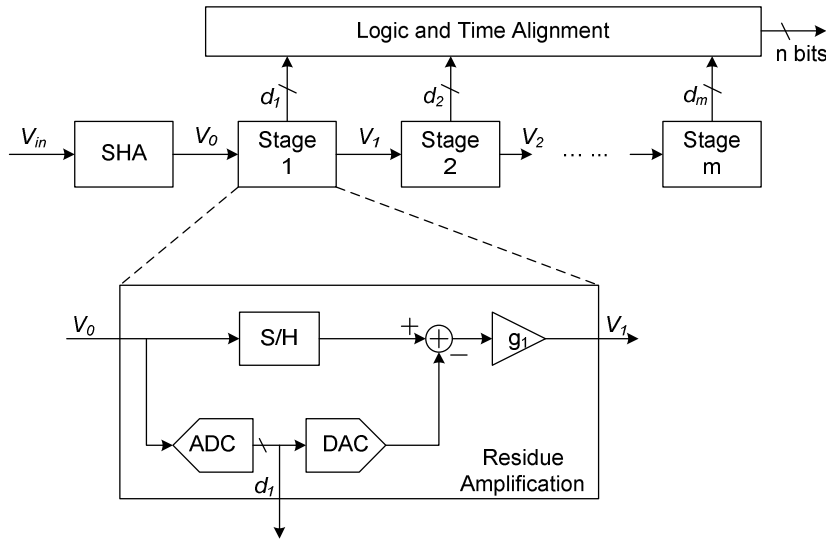 Logic and Time Alignment
n bits
d1
d2
dm
Vin
SHA
V0
Stage
1
V1
Stage
2
V2
... ...
Stage
m
V0
S/H
+
+
−
g1
V1
ADC
DAC
d1
Residue
Amplification